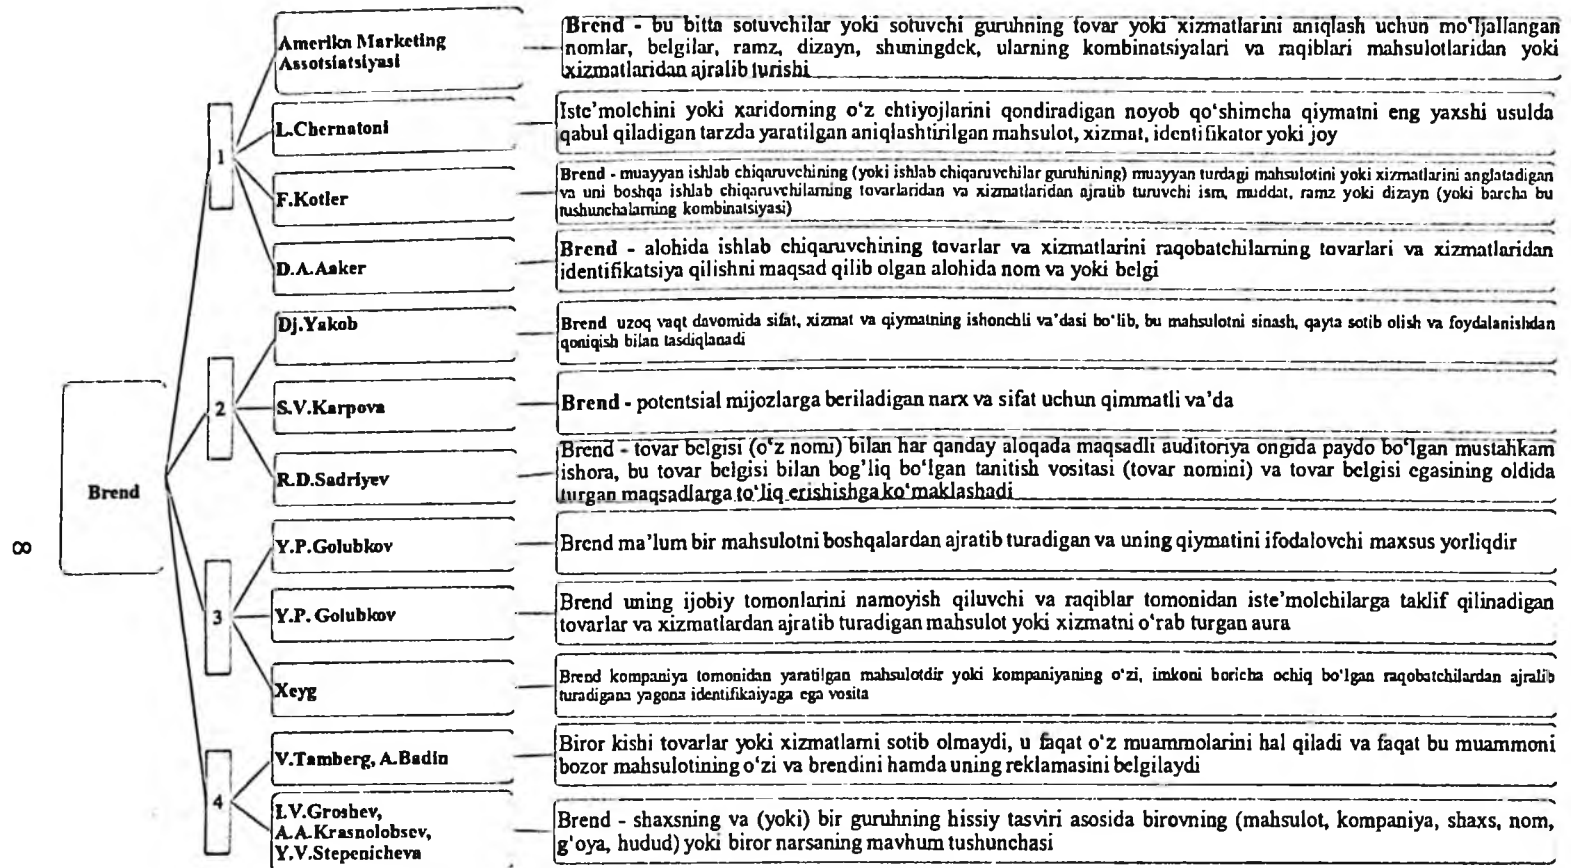 Amerika Marketing
Assotsiatsiyasi
Brend - bu bitta sotuvchilar yoki sotuvchi guruhning tovar yoki xizmatlarini aniqlash uchun mo‘ljallangan
nomlar, belgilar, ramz, dizayn, shuningdek, ularning kombinatsiyalari va raqiblari mahsulotlaridan yoki
xizmatlaridan ajralib turishi
1
L.Chernatoni
Iste’molchini yoki xaridorning o‘z ehtiyojlarini qondiradigan noyob qo‘shimcha qiymatni eng yaxshi usulda
qabul qiladigan tarzda yaratilgan aniqlashtirilgan mahsulot, xizmat, identifikator yoki joy
F.Kotler
Brend - muayyan ishlab chiqaruvchining (yoki ishlab chiqaruvchilar guruhining) muayyan turdagi mahsulotini yoki xizmatlarini anglatadigan
va uni boshqa ishlab chiqaruvchilarning tovarlaridan va xizmatlaridan ajratib turuvchi ism, muddat, ramz yoki dizayn (yoki barcha bu
tushunchalarning kombinatsiyasi)
D.A.Aaker
Brend - alohida ishlab chiqaruvchining tovarlar va xizmatlarini raqobatchilarning tovarlari va xizmatlaridan
identifikatsiya qilishni maqsad qilib olgan alohida nom va yoki belgi
Dj.Yakob
Brend uzoq vaqt davomida sifat, xizmat va qiymatning ishonchli va’dasi bo‘lib, bu mahsulotni sinash, qayta sotib olish va foydalanishdan
qoniqish bilan tasdiqlanadi
2
S.V.Karpova
Brend - potentsial mijozlarga beriladigan narx va sifat uchun qimmatli va’da
R.D.Sadriyev
Brend - tovar belgisi (o‘z nomi) bilan har qanday aloqada maqsadli auditoriya ongida paydo bo‘lgan mustahkam
ishora, bu tovar belgisi bilan bog‘liq bo‘lgan tanitish vositasi (tovar nomini) va tovar belgisi egasining oldida
turgan maqsadlarga to‘liq erishishga ko‘maklashadi
Brend
8
Y.P.Golubkov
Brend ma’lum bir mahsulotni boshqalardan ajratib turadigan va uning qiymatini ifodalovchi maxsus yorliqdir
3
Y.P. Golubkov
Brend uning ijobiy tomonlarini namoyish qiluvchi va raqiblar tomonidan iste’molchilarga taklif qilinadigan
tovarlar va xizmatlardan ajratib turadigan mahsulot yoki xizmatni o‘rab turgan aura
Xeyg
Brend kompaniya tomonidan yaratilgan mahsulotdir yoki kompaniyaning o‘zi, imkoni boricha ochiq bo‘lgan raqobatchilardan ajralib
turadigana yagona identifikaiyaga ega vosita
4
V.Tamberg, A.Badin
Biror kishi tovarlar yoki xizmatlarni sotib olmaydi, u faqat o‘z muammolarini hal qiladi va faqat bu muammoni
bozor mahsulotining o‘zi va brendini hamda uning reklamasini belgilaydi
I.V.Groshev,
A.A.Krasnolobsev,
Y.V.Stepenicheva
Brend - shaxsning va (yoki) bir guruhning hissiy tasviri asosida birovning (mahsulot, kompaniya, shaxs, nom,
g‘oya, hudud) yoki biror narsaning mavhum tushunchasi